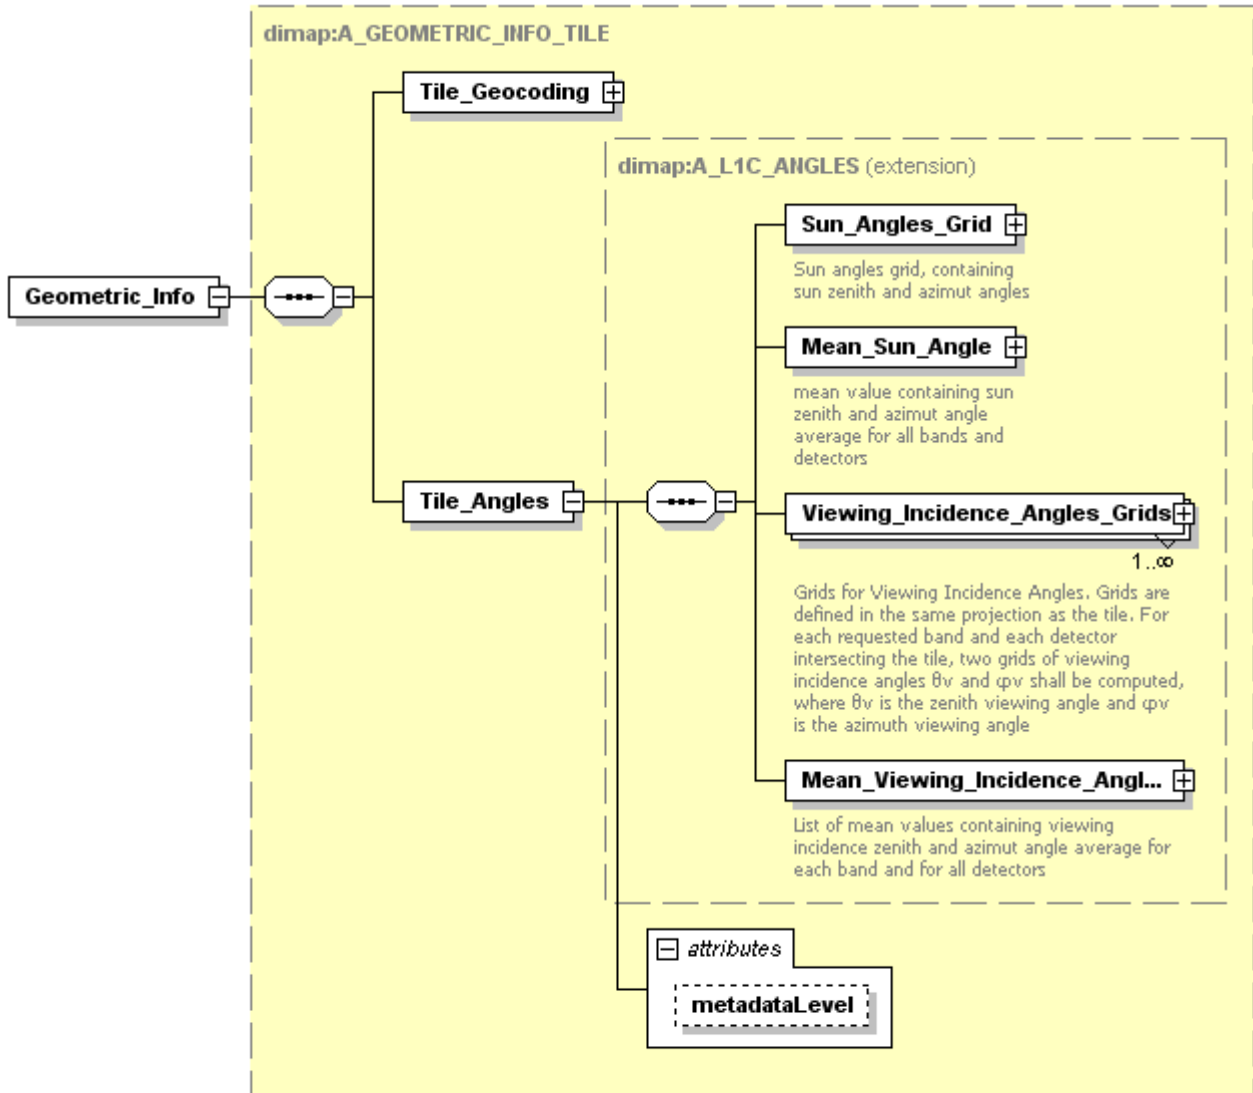 dimap:A_GEOMETRIC_INFO_TILE
Tile_Geocoding
dimap:A_L1C_ANGLES (extension)
Sun_Angles_Grid
Sun angles grid, containing
sun zenith and azimut angles
Geometric_Info
Mean_Sun_Angle
mean value containing sun
zenith and azimut angle
average for all bands and
detectors
Tile_Angles
Viewing_Incidence_Angles_Grids
1..∞
Grids for Viewing Incidence Angles. Grids are
defined in the same projection as the tile. For
each requested band and each detector
intersecting the tile, two grids of viewing
incidence angles θv and φv shall be computed,
where θv is the zenith viewing angle and φv
is the azimuth viewing angle
Mean_Viewing_Incidence_Angl...
List of mean values containing viewing
incidence zenith and azimut angle average for
each band and for all detectors
attributes
metadataLevel